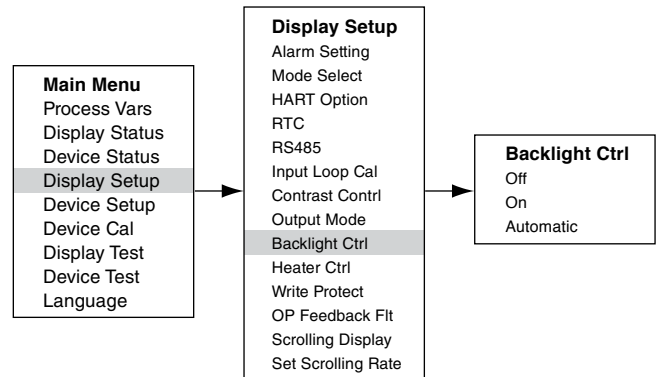 Main Menu
Process Vars
Display Status
Device Status
Display Setup
Device Setup
Device Cal
Display Test
Device Test
Language
Display Setup
Alarm Setting
Mode Select
HART Option
RTC
RS485
Input Loop Cal
Contrast Contrl
Output Mode
Backlight Ctrl
Heater Ctrl
Write Protect
OP Feedback Flt
Scrolling Display
Set Scrolling Rate
Backlight Ctrl
Off
On
Automatic